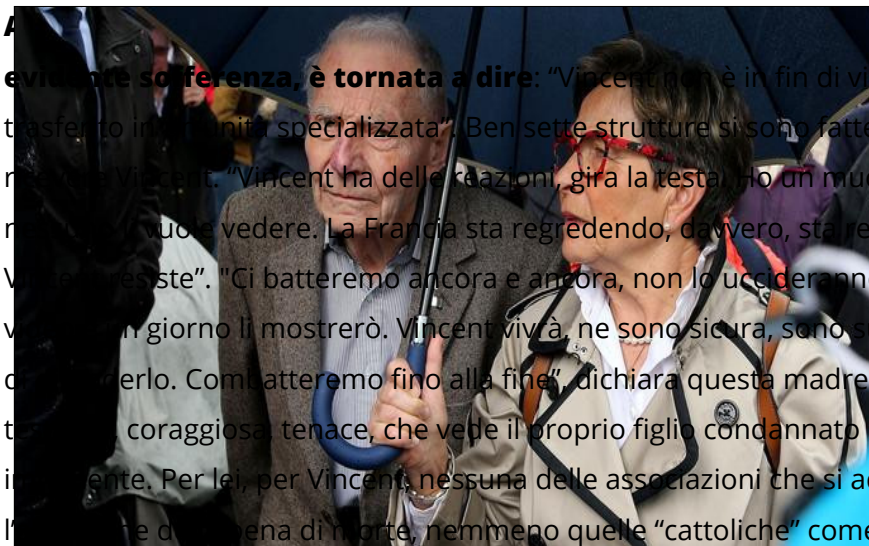 A
evidente sofferenza, è tornata a dire: “Vincent non è in fin di vi
trasferito in un'unità specializzata”. Ben sette strutture si sono fatte
Vincent. “Vincent ha delle reazioni, gira la testa. Ho un
vuole vedere. La Francia sta regredendo, davvero, sta re
Vincent resiste”. "Ci batteremo ancora e ancora, non lo uccideranno
un giorno li mostrerò. Vincent vivrà, ne sono sicura, sono s
Combatteremo fino alla fine”, dichiara questa madre
coraggiosa, tenace, che vede il proprio figlio condannato
Per lei, per Vincent, nessuna delle associazioni che si a
pena di morte, nemmeno quelle “cattoliche” come